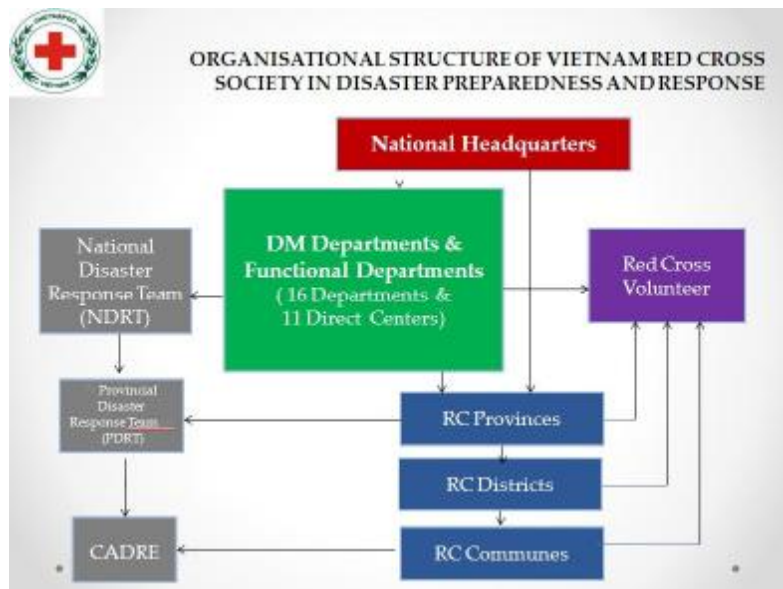 ORGANISATIONAL STRUCTURE OF VIETNAM RED CROSS
SOCIETY IN DISASTER PREPAREDNESS AND RESPONSE
National Headquarters
DM Departments &
Functional Departments
( 16 Departments &
11 Direct Centers)
National
Disaster
Response Team
(NDRT)
Red Cross
Volunteer
Provincial
Disaster
Response Team
(PDRT)
RC Provinces
RC Districts
CADRE
RC Communes